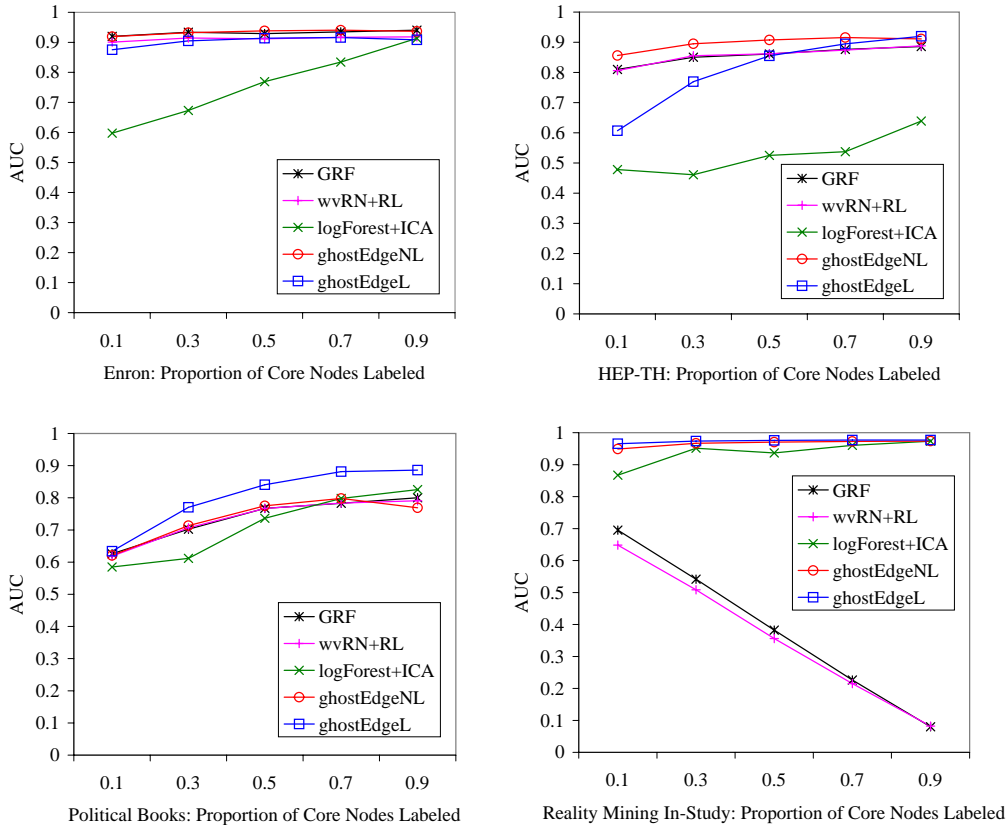 1
0.9
0.8
0.7
0.6
0.5
0.4
0.3
0.2
0.1
0
AUC
GRF
wvRN+RL
logForest+ICA
ghostEdgeNL
ghostEdgeL
0.1 0.3 0.5 0.7 0.9
Enron: Proportion of Core Nodes Labeled
1
0.9
0.8
0.7
0.6
0.5
0.4
0.3
0.2
0.1
0
AUC
GRF
wvRN+RL
logForest+ICA
ghostEdgeNL
ghostEdgeL
0.1 0.3 0.5 0.7 0.9
HEP-TH: Proportion of Core Nodes Labeled
1
0.9
0.8
0.7
0.6
0.5
0.4
0.3
0.2
0.1
0
AUC
GRF
wvRN+RL
logForest+ICA
ghostEdgeNL
ghostEdgeL
0.1 0.3 0.5 0.7 0.9
Political Books: Proportion of Core Nodes Labeled
1
0.9
0.8
0.7
0.6
0.5
0.4
0.3
0.2
0.1
0
AUC
GRF
wvRN+RL
logForest+ICA
ghostEdgeNL
ghostEdgeL
0.1 0.3 0.5 0.7 0.9
Reality Mining In-Study: Proportion of Core Nodes Labeled